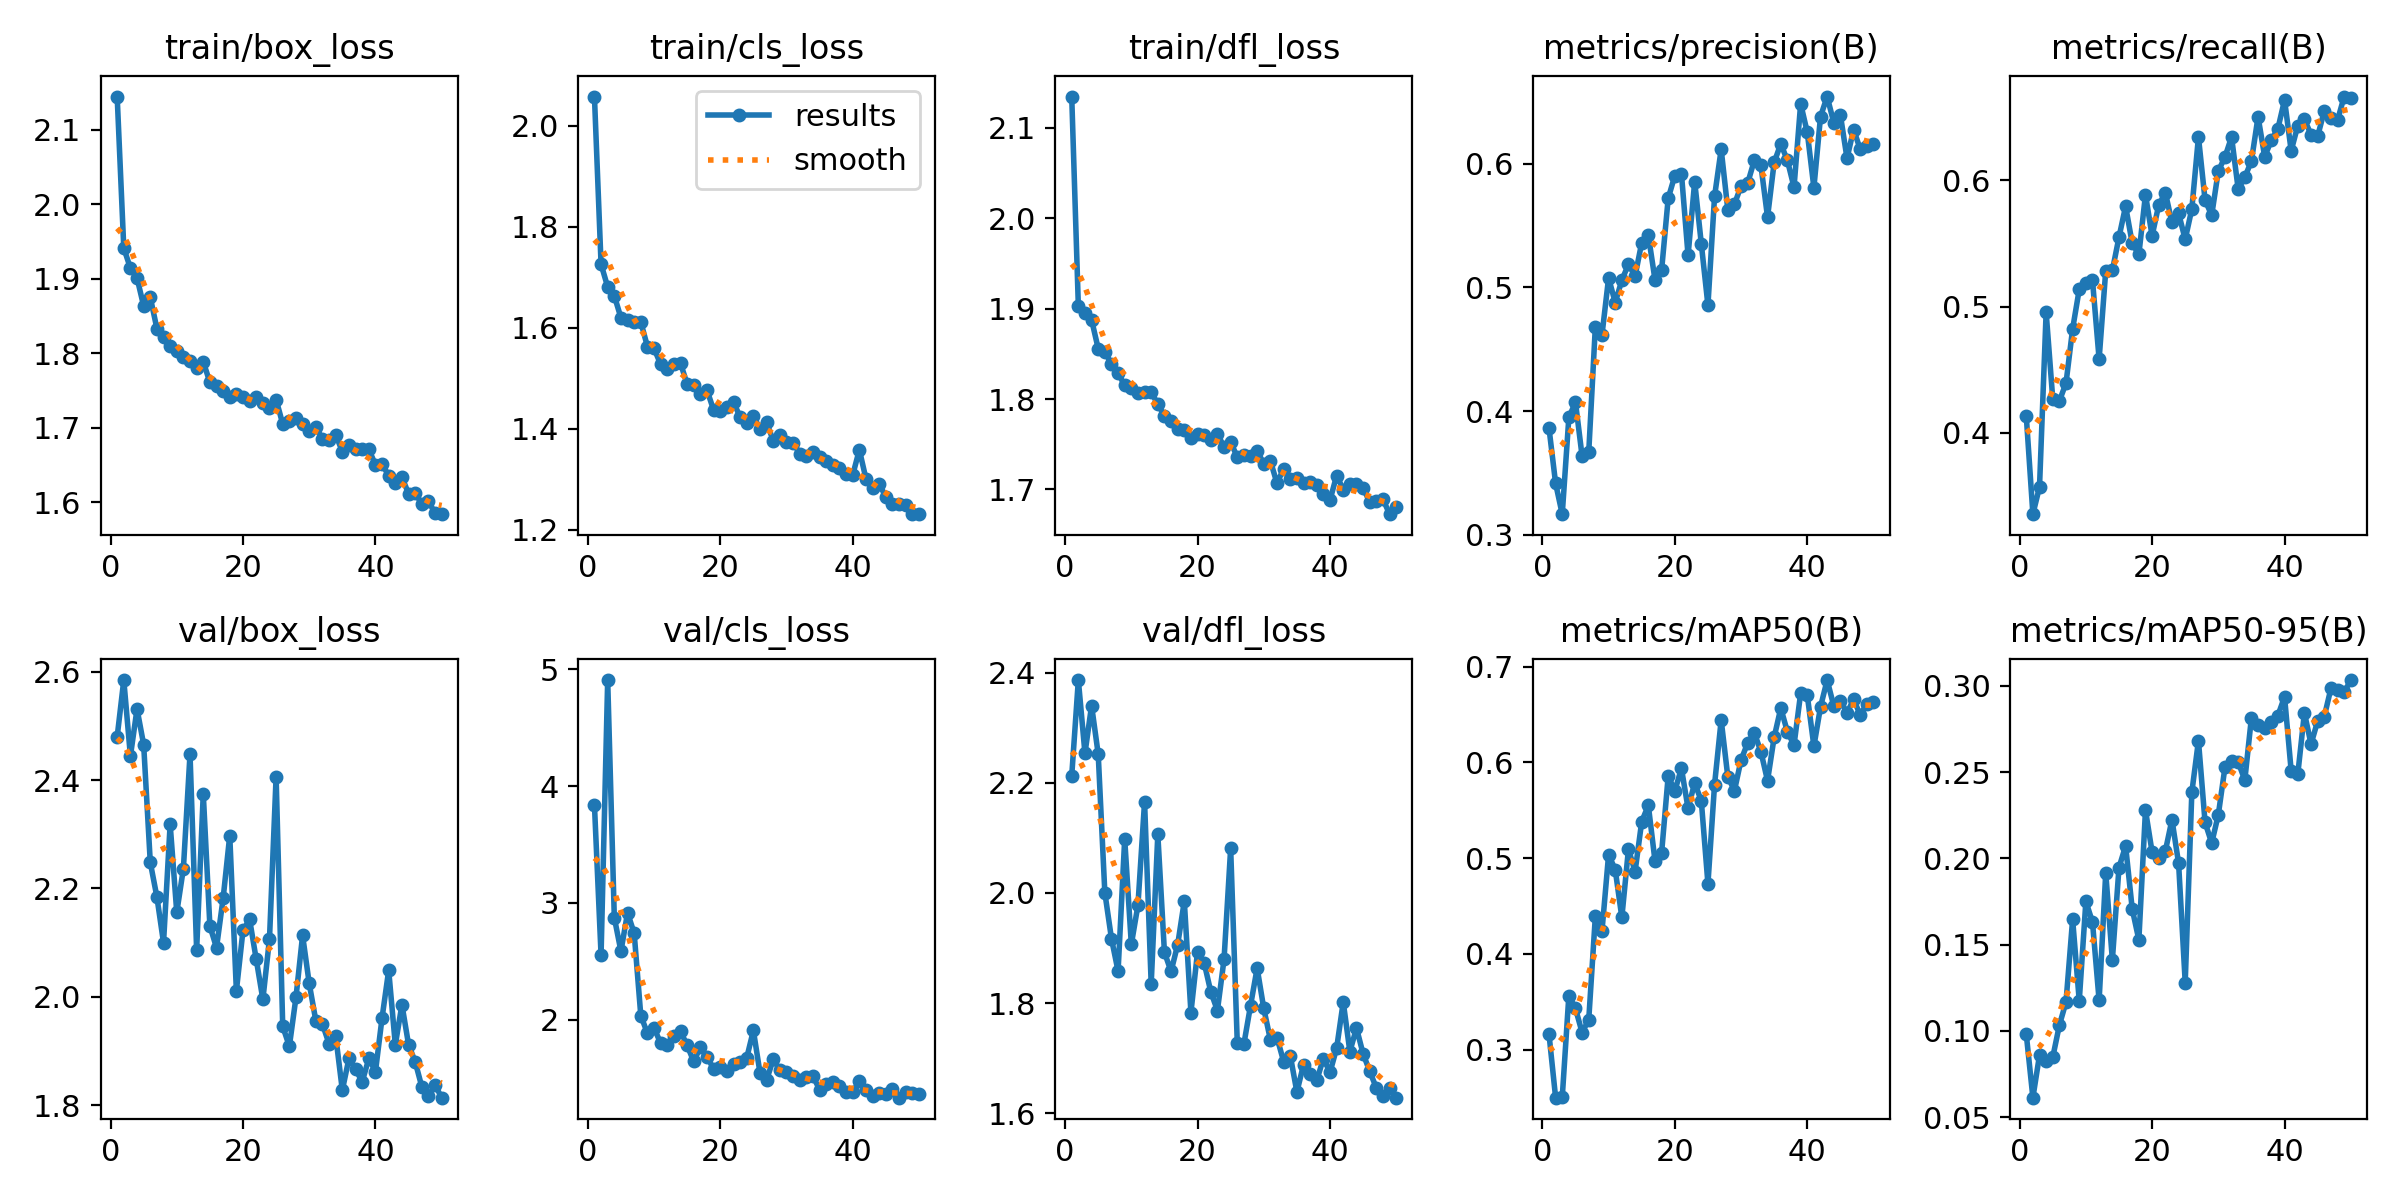 train/box_loss
2.1
2.0
1.9
1.8
1.7
1.6
0 20 40
train/cls_loss
results
smooth
2.0
1.8
1.6
1.4
1.2
0 20 40
train/dfl_loss
2.1
2.0
1.9
1.8
1.7
0 20 40
metrics/precision(B)
0.6
0.5
0.4
0.3
0 20 40
metrics/recall(B)
0.6
0.5
0.4
0 20 40
val/box_loss
2.6
2.4
2.2
2.0
1.8
0 20 40
val/cls_loss
5
4
3
2
0 20 40
val/dfl_loss
2.4
2.2
2.0
1.8
1.6
0 20 40
metrics/mAP50(B)
0.7
0.6
0.5
0.4
0.3
0 20 40
metrics/mAP50-95(B)
0.30
0.25
0.20
0.15
0.10
0.05
0 20 40